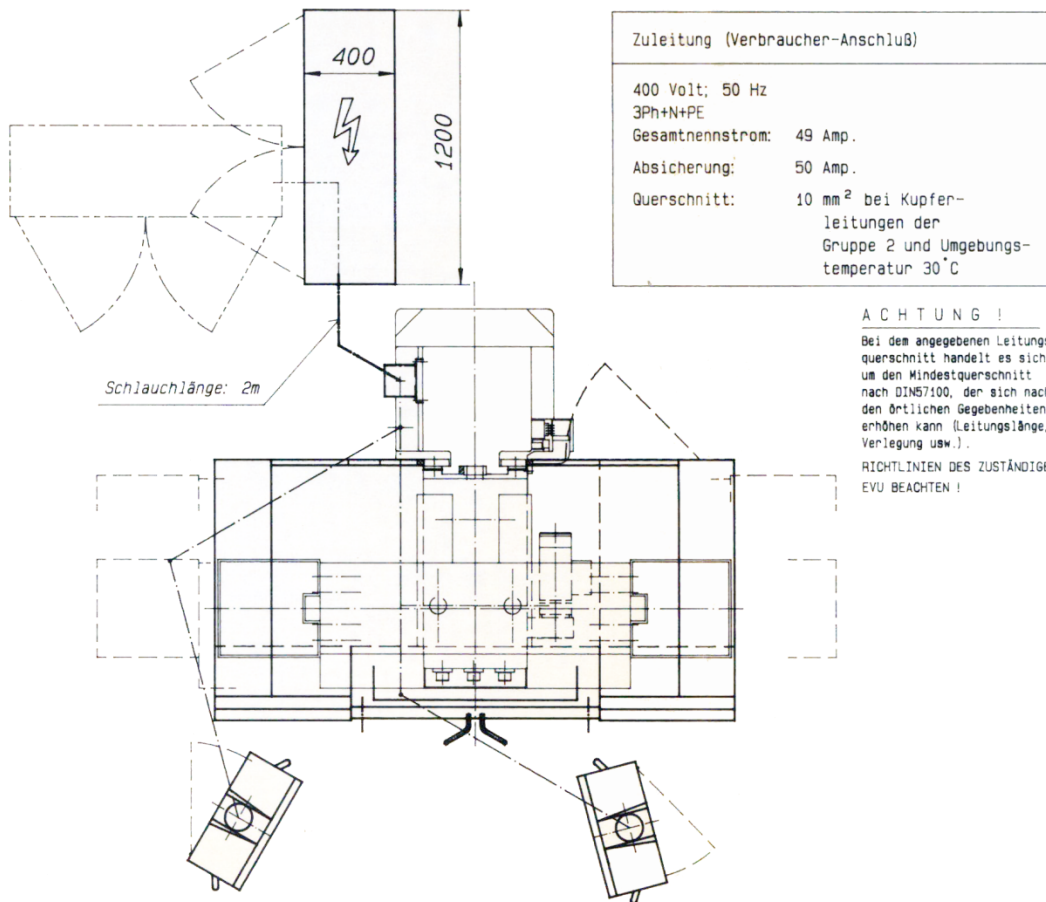 400
1200
Schlauchlänge: 2m
Zuleitung (Verbraucher-Anschluß)
400 Volt; 50 Hz
3Ph+N+PE
Gesamtnennstrom: 49 Amp.
Absicherung: 50 Amp.
Querschnitt: 10 mm² bei Kupfer-
leitungen der
Gruppe 2 und Umgebungs-
temperatur 30°C
ACHTUNG !
Bei dem angegebenen Leitungs
querschnitt handelt es sich
um den Mindestquerschnitt
nach DIN57100, der sich nach
den örtlichen Gegebenheiten
erhöhen kann (Leitungslänge,
Verlegung usw.).
RICHTLINIEN DES ZUSTÄNDIGE
EVU BEACHTEN !